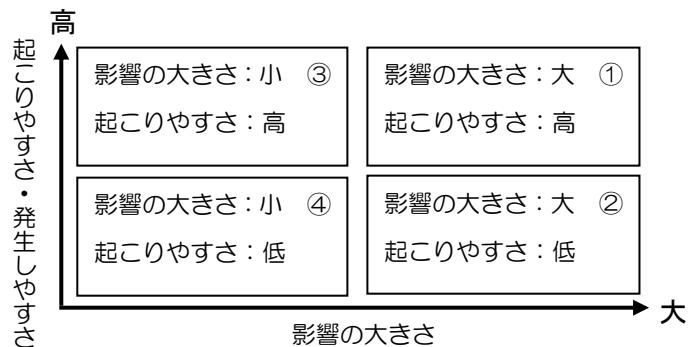 高
起こりやすさ・発生しやすさ
影響の大きさ：小　③
起こりやすさ：高
影響の大きさ：大　①
起こりやすさ：高
影響の大きさ：小　④
起こりやすさ：低
影響の大きさ：大　②
起こりやすさ：低
大
影響の大きさ